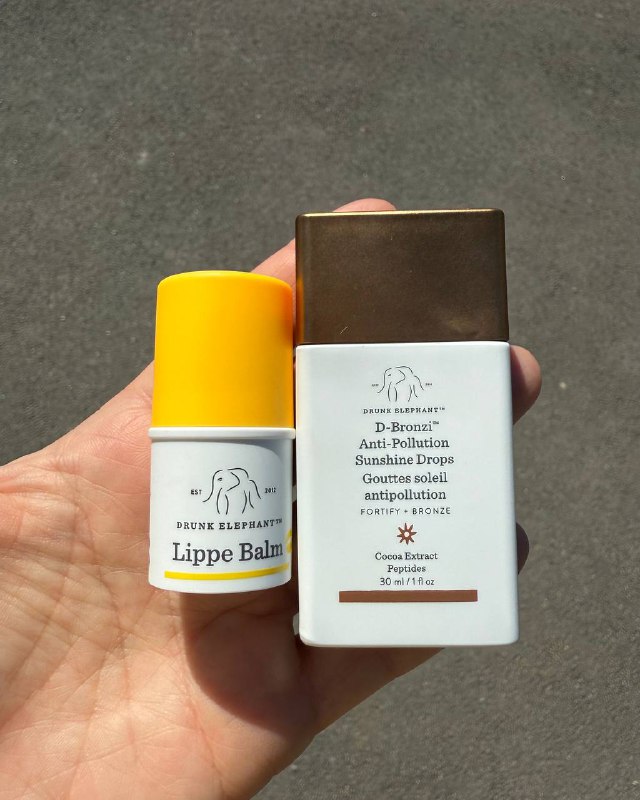 EST 2012
DRUNK ELEPHANT™
Lippe Balm
DRUNK ELEPHANT™
D-Bronzi™
Anti-Pollution
Sunshine Drops
Gouttes soleil
antipollution
FORTIFY + BRONZE
Cocoa Extract
Peptides
30 ml / 1 fl oz